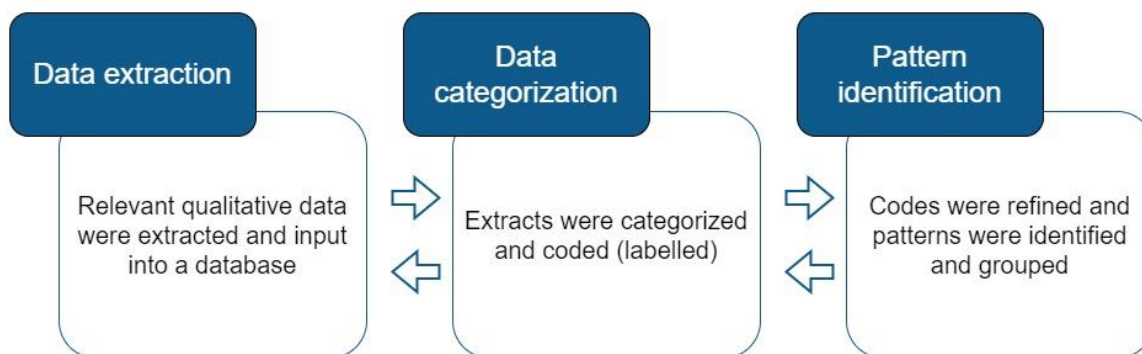 Data extraction
Relevant qualitative data
were extracted and input
into a database
Data
categorization
Extracts were categorized
and coded (labelled)
Pattern
identification
Codes were refined and
patterns were identified
and grouped